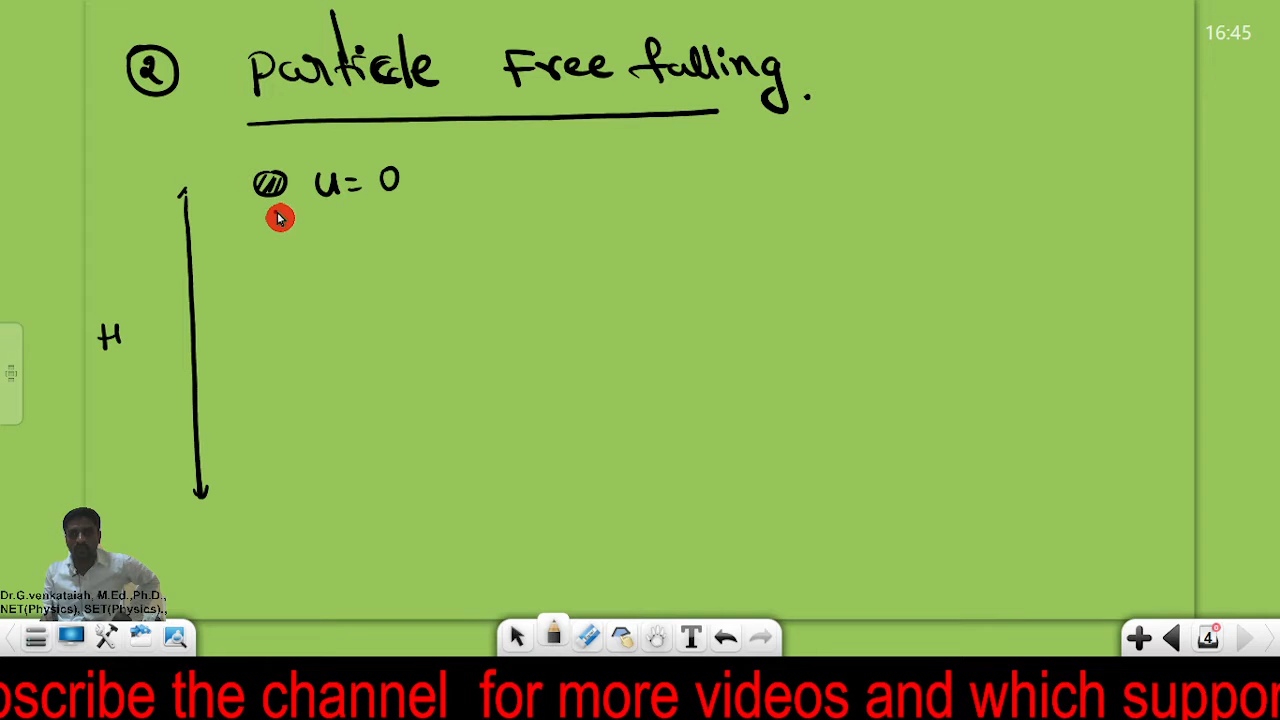 16:45
2 Particle Free falling.
u = 0
H
Dr.G.venkataiah, M.Ed.,Ph.D.,
NET(Physics), SET(Physics).,
T
4
bscribe the channel for more videos and which suppor